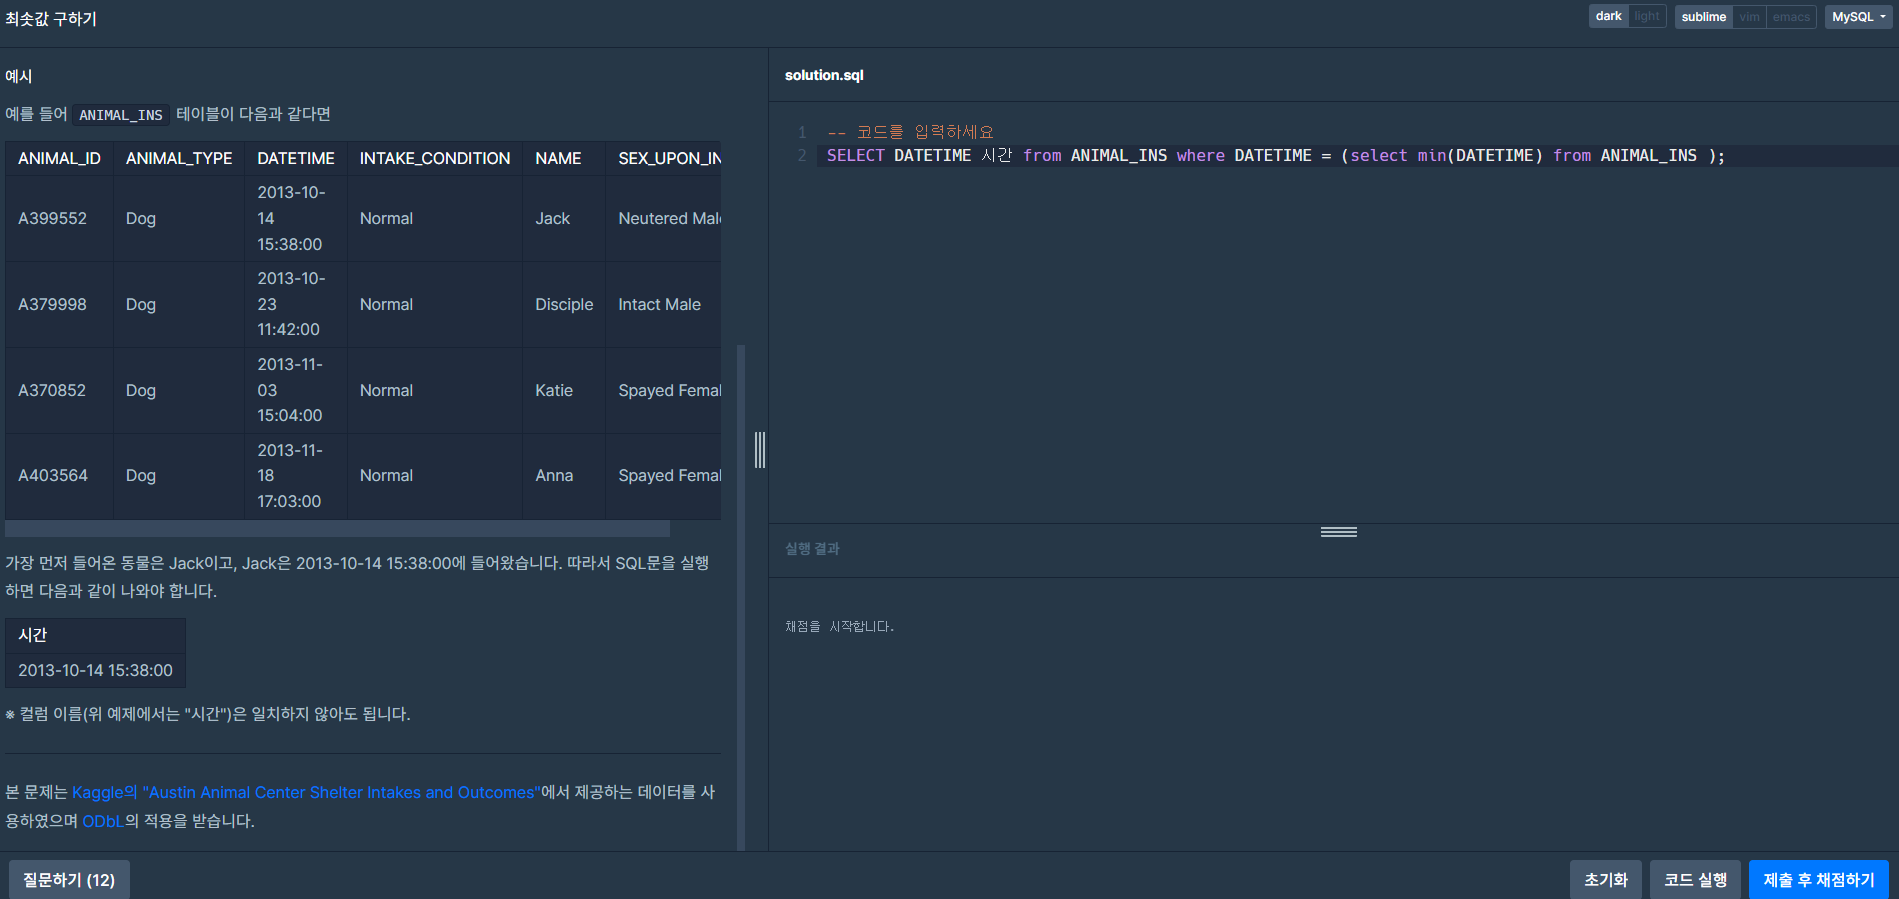 최솟값 구하기
dark light sublime vim emacs MySQL
예시
예를 들어 ANIMAL_INS 테이블이 다음과 같다면
ANIMAL_ID ANIMAL_TYPE DATETIME INTAKE_CONDITION NAME SEX_UPON_IN
A399552 Dog 2013-10-14 15:38:00 Normal Jack Neutered Mal
A379998 Dog 2013-10-23 11:42:00 Normal Disciple Intact Male
A370852 Dog 2013-11-03 15:04:00 Normal Katie Spayed Femal
A403564 Dog 2013-11-18 17:03:00 Normal Anna Spayed Femal
가장 먼저 들어온 동물은 Jack이고, Jack은 2013-10-14 15:38:00에 들어왔습니다. 따라서 SQL문을 실행
하면 다음과 같이 나와야 합니다.
시간
2013-10-14 15:38:00
※ 컬럼 이름(위 예제에서는 "시간")은 일치하지 않아도 됩니다.
본 문제는 Kaggle의 "Austin Animal Center Shelter Intakes and Outcomes"에서 제공하는 데이터를 사
용하였으며 ODbL의 적용을 받습니다.
solution.sql
1 -- 코드를 입력하세요
2 SELECT DATETIME 시간 from ANIMAL_INS where DATETIME = (select min(DATETIME) from ANIMAL_INS );
실행 결과
채점을 시작합니다.
질문하기 (12)
초기화 코드 실행 제출 후 채점하기